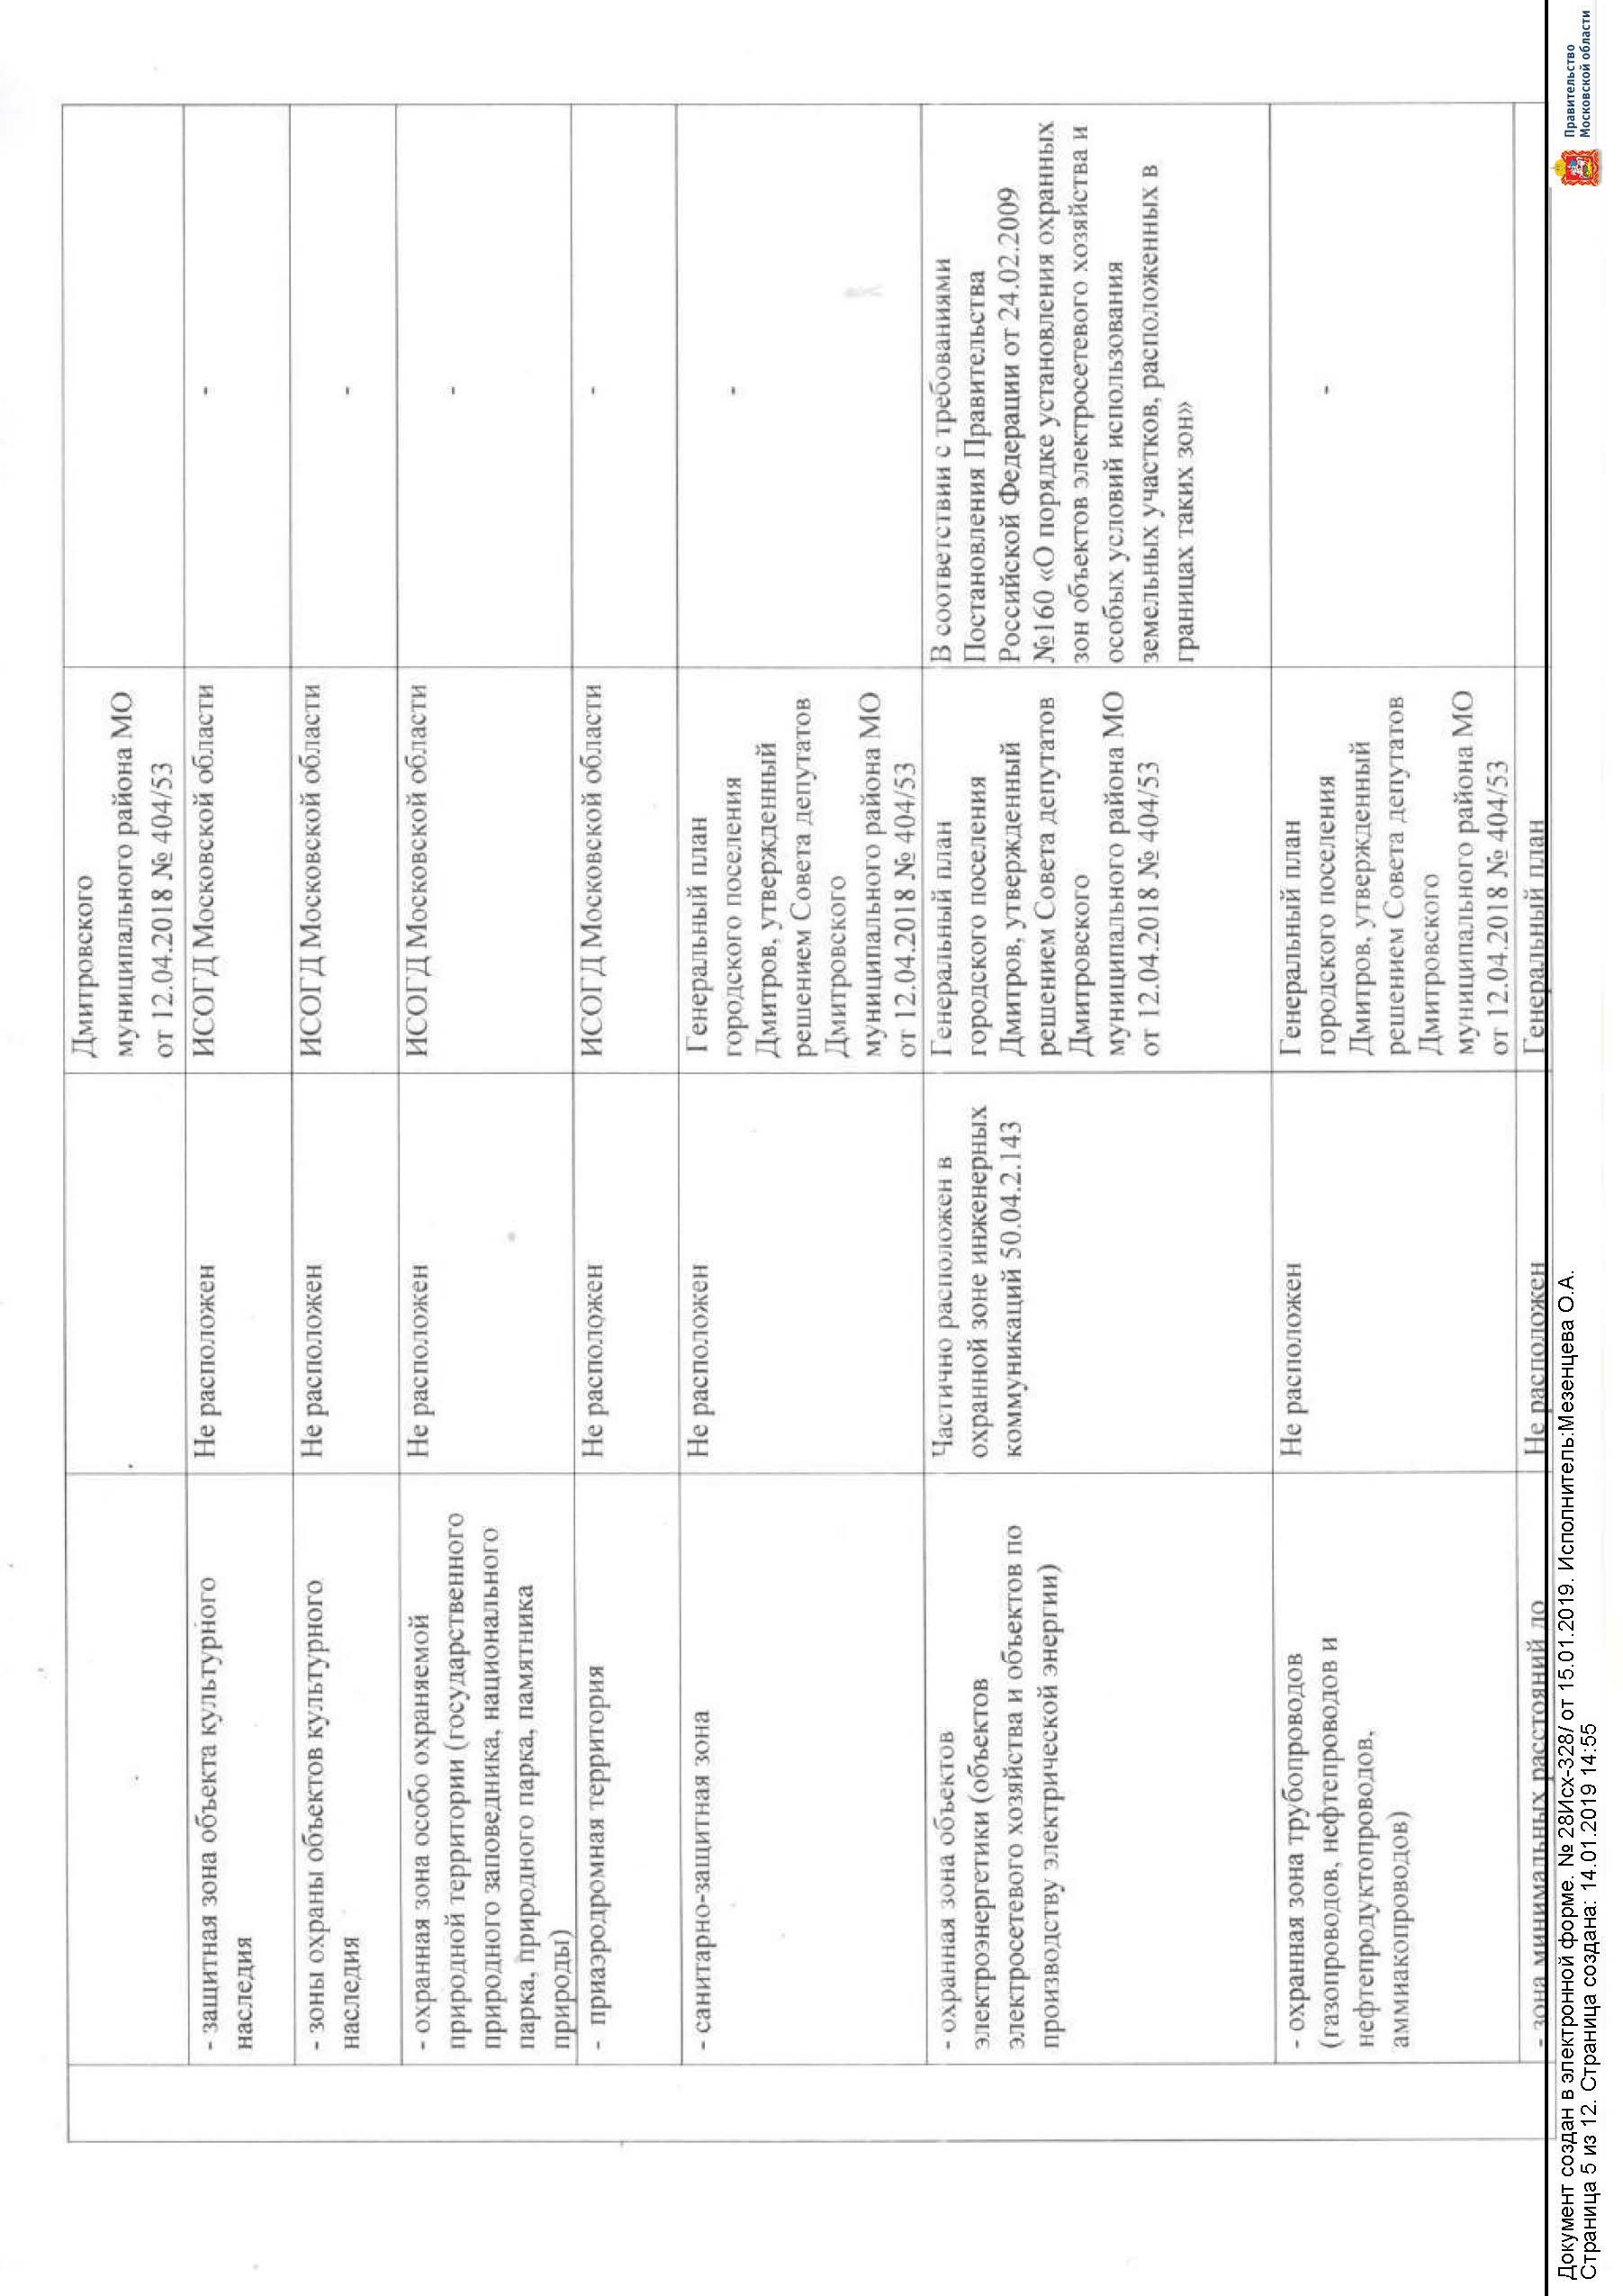 Дмитровского
муниципального района МО
от 12.04.2018 № 404/53
- защитная зона объекта культурного
наследия
Не расположен
ИСОГД Московской области
-
- зоны охраны объектов культурного
наследия
Не расположен
ИСОГД Московской области
-
- охранная зона особо охраняемой
природной территории (государственного
природного заповедника, национального
парка, природного парка, памятника
природы)
Не расположен
ИСОГД Московской области
-
- приаэродромная территория
Не расположен
ИСОГД Московской области
-
- санитарно-защитная зона
Не расположен
Генеральный план
городского поселения
Дмитров, утвержденный
решением Совета депутатов
Дмитровского
муниципального района МО
от 12.04.2018 № 404/53
-
- охранная зона объектов
электроэнергетики (объектов
электросетевого хозяйства и объектов по
производству электрической энергии)
Частично расположен в
охранной зоне инженерных
коммуникаций 50.04.2.143
Генеральный план
городского поселения
Дмитров, утвержденный
решением Совета депутатов
Дмитровского
муниципального района МО
от 12.04.2018 № 404/53
В соответствии с требованиями
Постановления Правительства
Российской Федерации от 24.02.2009
№160 «О порядке установления охранных
зон объектов электросетевого хозяйства и
особых условий использования
земельных участков, расположенных в
границах таких зон»
- охранная зона трубопроводов
(газопроводов, нефтепроводов и
нефтепродуктопроводов,
аммиакопроводов)
Не расположен
Генеральный план
городского поселения
Дмитров, утвержденный
решением Совета депутатов
Дмитровского
муниципального района МО
от 12.04.2018 № 404/53
-
- зона минимальных расстояний до
Не расположен
Генеральный план
Документ создан в электронной форме. № 28Исх-328/ от 15.01.2019. Исполнитель:Мезенцева О.А.
Страница 5 из 12. Страница создана: 14.01.2019 14:55
Правительство
Московской области